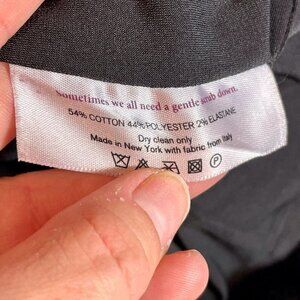 Sometimes we all need a gentle scrub down.
54% COTTON 44% POLYESTER 2% ELASTANE
Dry clean only
Made in New York with fabric from Italy
P